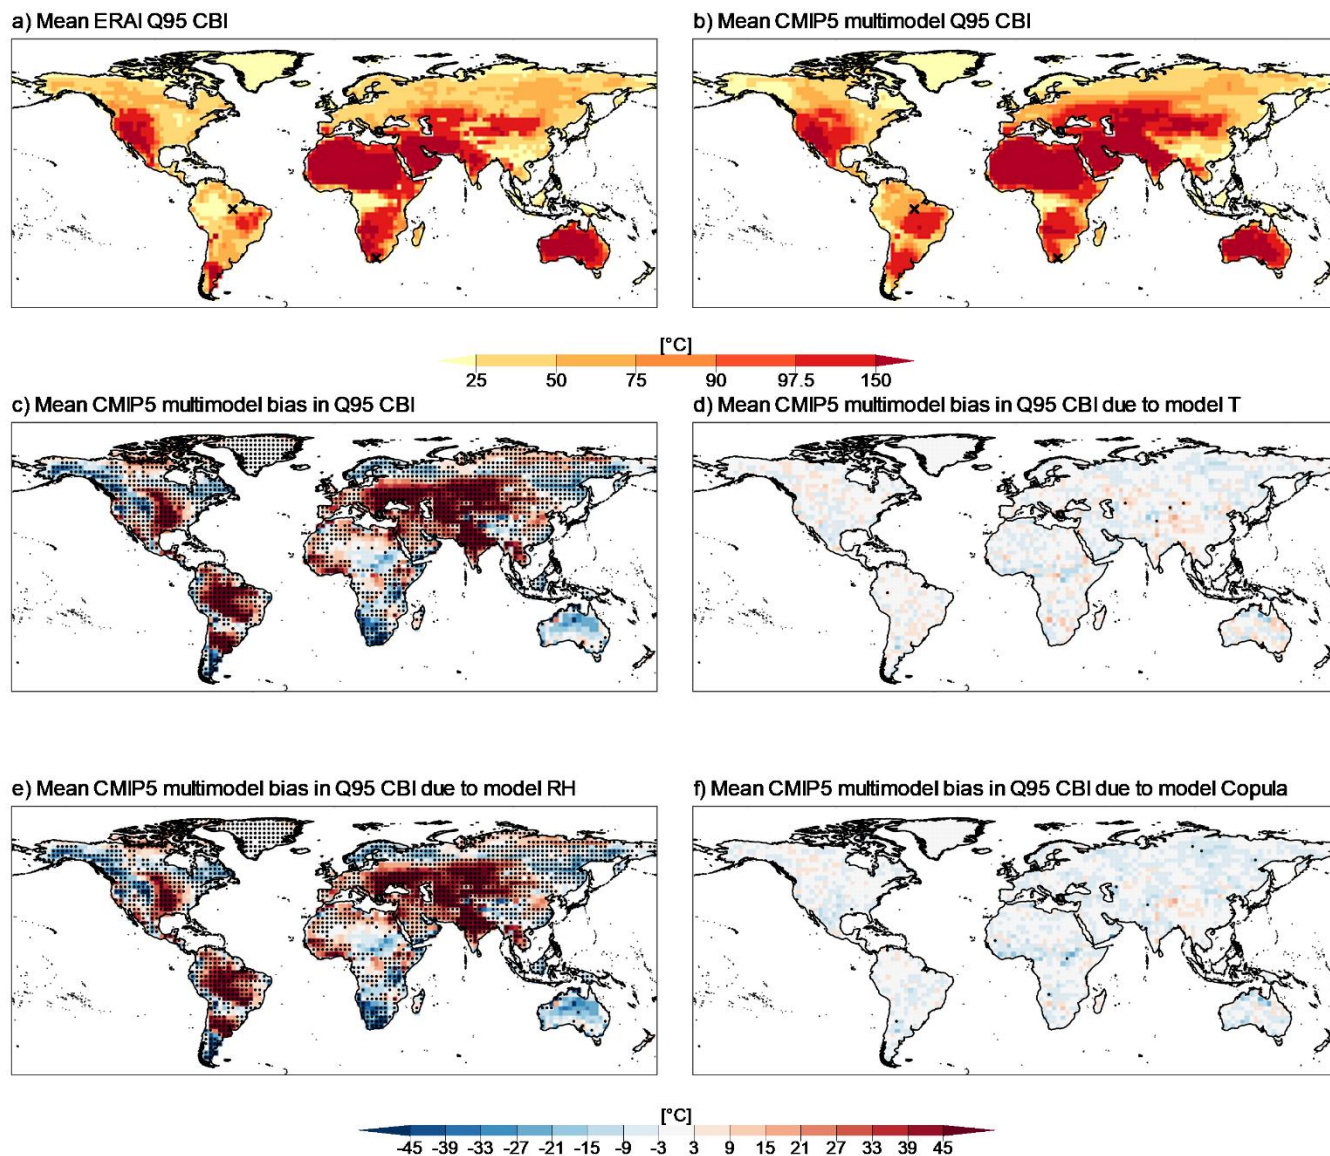 a) Mean ERAI Q95 CBI
b) Mean CMIP5 multimodel Q95 CBI
[°C]
25 50 75 90 97.5 150
c) Mean CMIP5 multimodel bias in Q95 CBI
d) Mean CMIP5 multimodel bias in Q95 CBI due to model T
e) Mean CMIP5 multimodel bias in Q95 CBI due to model RH
f) Mean CMIP5 multimodel bias in Q95 CBI due to model Copula
[°C]
-45 -39 -33 -27 -21 -15 -9 -3 3 9 15 21 27 33 39 45